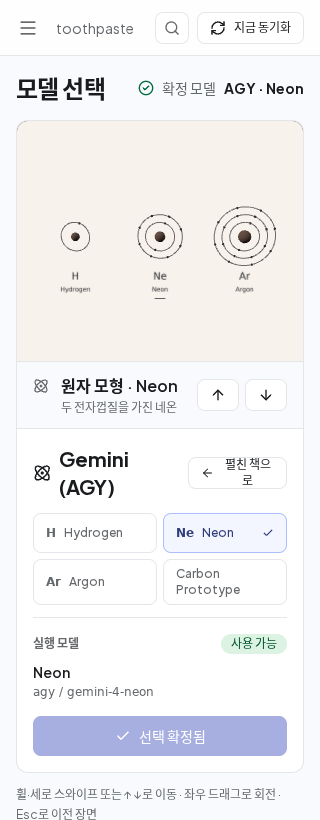 toothpaste
지금 동기화
모델 선택
확정 모델 AGY · Neon
H Ne Ar
Hydrogen Neon Argon
원자 모형 · Neon
두 전자껍질을 가진 네온
Gemini
(AGY)
펼친 책으
로
H Hydrogen
Ne Neon
Ar Argon
Carbon
Prototype
실행 모델
사용 가능
Neon
agy / gemini-4-neon
선택 확정됨
휠·세로 스와이프 또는 ↑↓로 이동 · 좌우 드래그로 회전 ·
Esc로 이전 장면